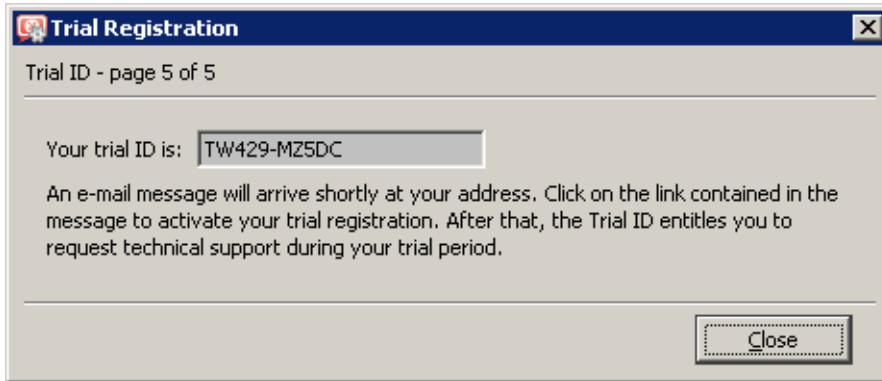 Trial Registration
Trial ID - page 5 of 5
Your trial ID is: TW429-MZ5DC
An e-mail message will arrive shortly at your address. Click on the link contained in the
message to activate your trial registration. After that, the Trial ID entitles you to
request technical support during your trial period.
Close